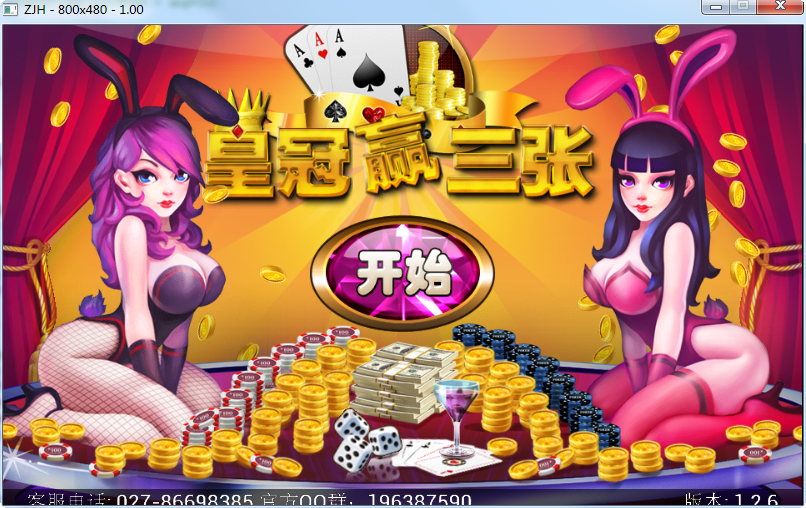 ZJH - 800x480 - 1.00
A A A
皇冠赢三张
开始
客服电话: 027-86698385 官方QQ群: 196387590
版本: 1.2.6